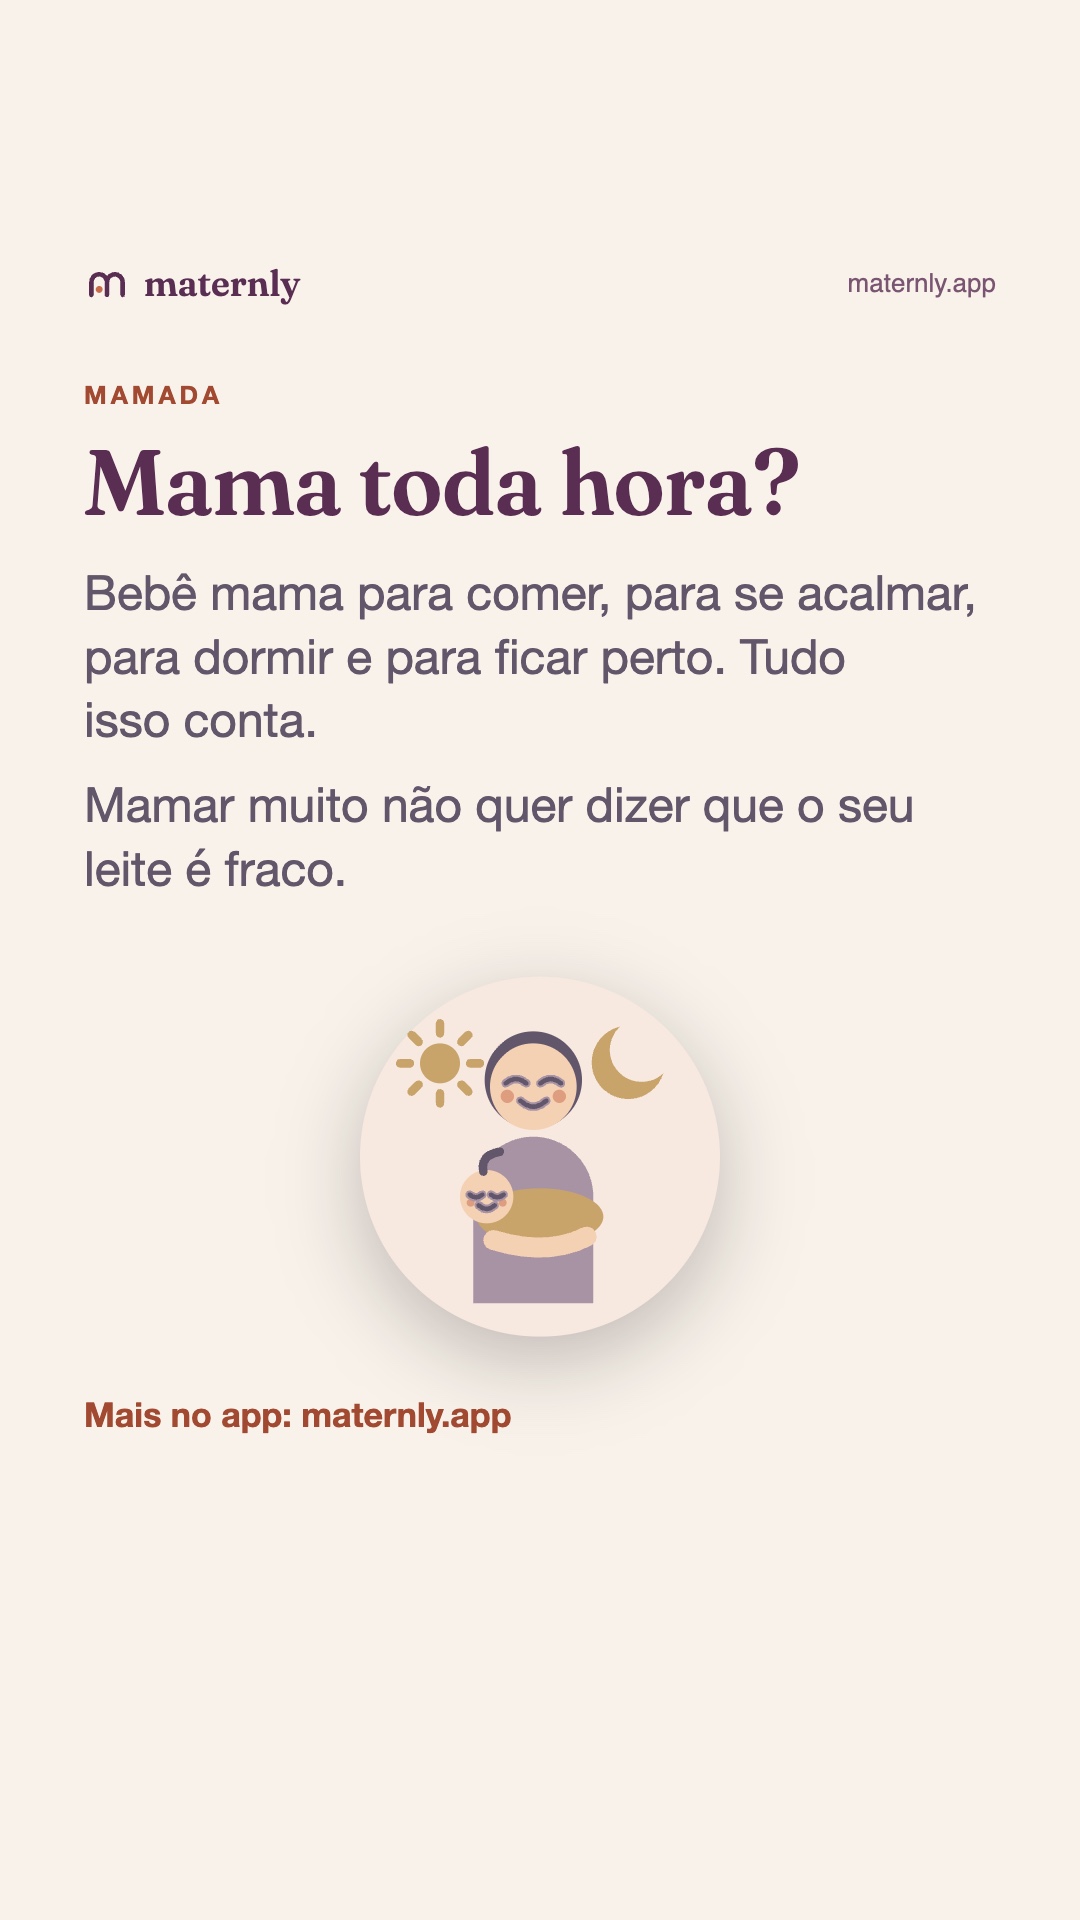 maternly
maternly.app
MAMADA
Mama toda hora?
Bebê mama para comer, para se acalmar,
para dormir e para ficar perto. Tudo
isso conta.
Mamar muito não quer dizer que o seu
leite é fraco.
Mais no app: maternly.app